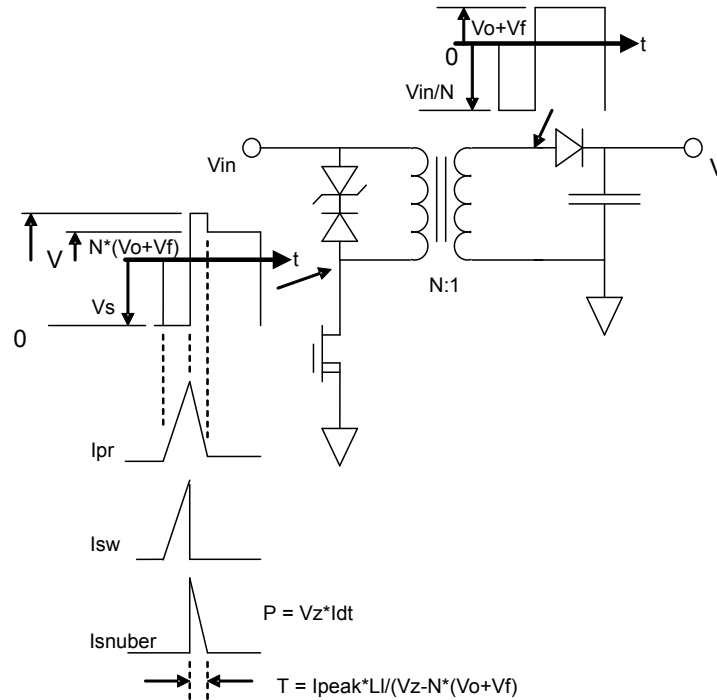 Vo+Vf
t
0
Vin/N
Vin
V
N*(Vo+Vf)
V
t
N:1
Vs
0
Ipr
Isw
P = Vz*Idt
Isnuber
T = Ipeak*Ll/(Vz-N*(Vo+Vf)